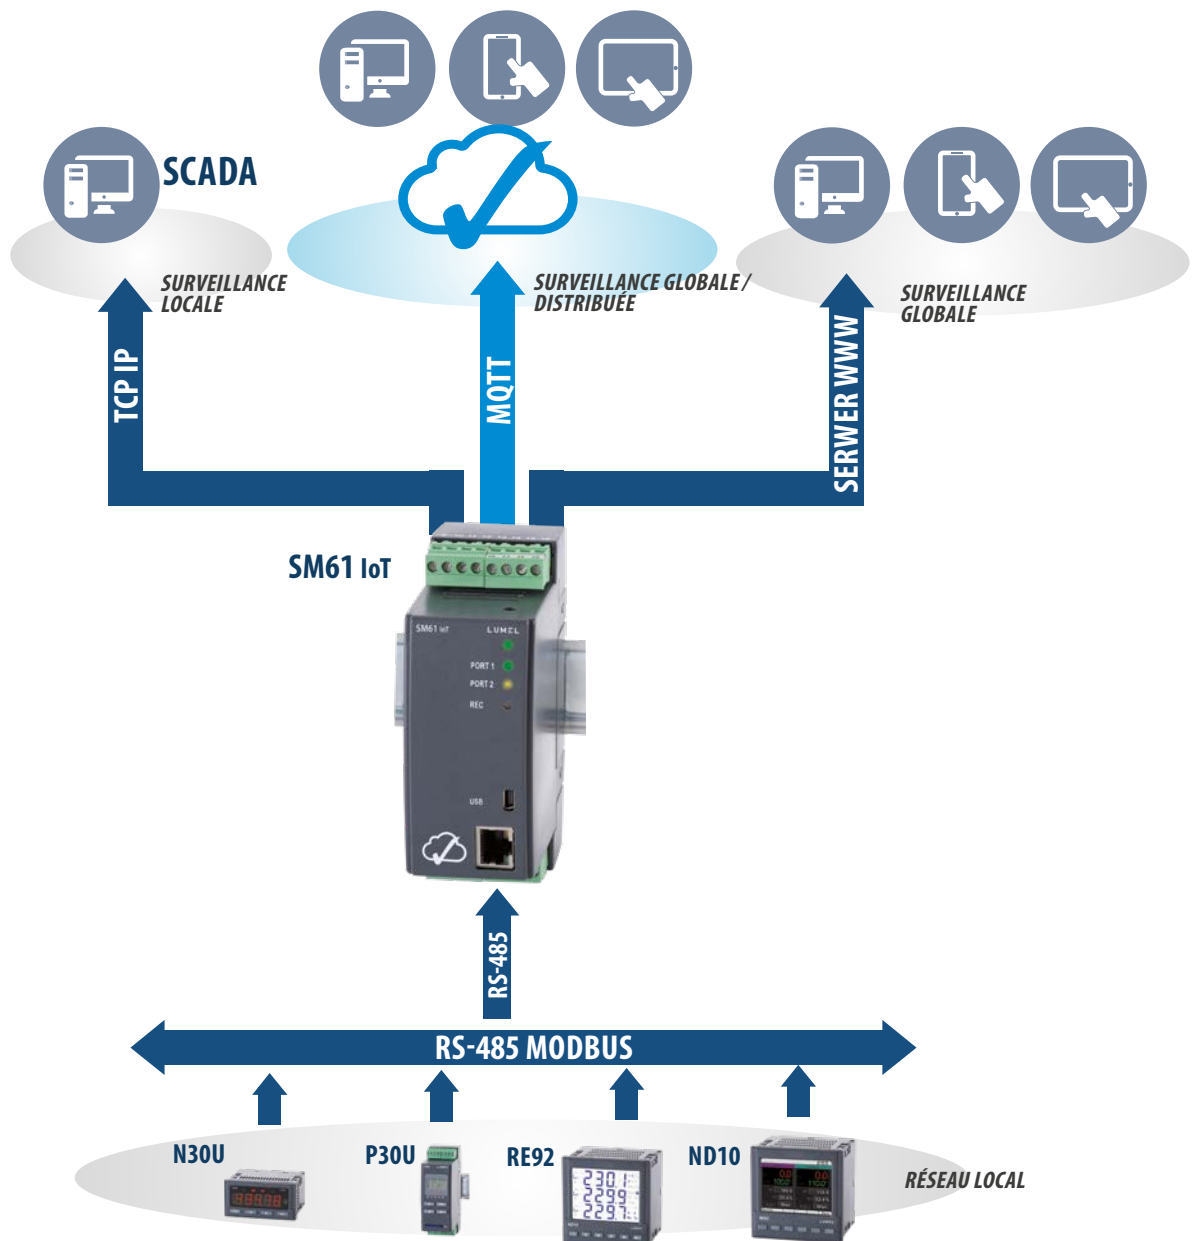 SCADA
SURVEILLANCE
LOCALE
SURVEILLANCE GLOBALE /
DISTRIBUÉE
SURVEILLANCE
GLOBALE
TCP IP
MQTT
SERWER WWW
SM61 IoT
SM61 IoT LUMEL
PORT 1
PORT 2
REC
USB
RS-485
RS-485 MODBUS
N30U
P30U
RE92
ND10
RÉSEAU LOCAL